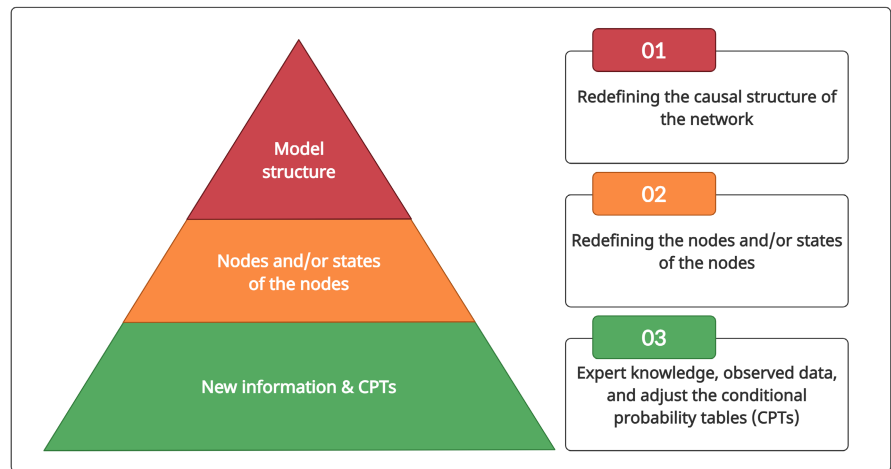 Model
structure
Nodes and/or states
of the nodes
New information & CPTs
01
Redefining the causal structure of
the network
02
Redefining the nodes and/or states
of the nodes
03
Expert knowledge, observed data,
and adjust the conditional
probability tables (CPTs)